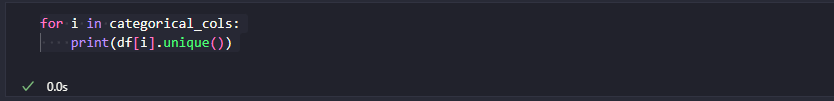 for i in categorical_cols:
    print(df[i].unique())
0.0s